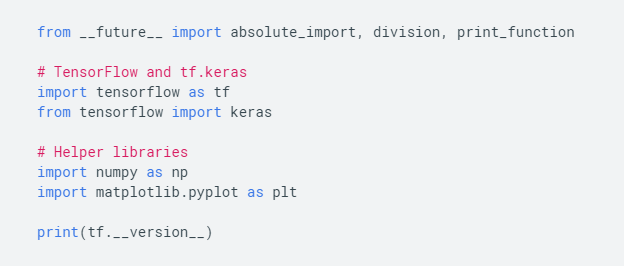 from __future__ import absolute_import, division, print_function
# TensorFlow and tf.keras
import tensorflow as tf
from tensorflow import keras
# Helper libraries
import numpy as np
import matplotlib.pyplot as plt
print(tf.__version__)